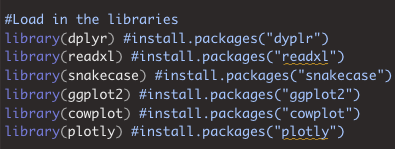 #Load in the libraries
library(dplyr) #install.packages("dyplr")
library(readxl) #install.packages("readxl")
library(snakecase) #install.packages("snakecase")
library(ggplot2) #install.packages("ggplot2")
library(cowplot) #install.packages("cowplot")
library(plotly) #install.packages("plotly")